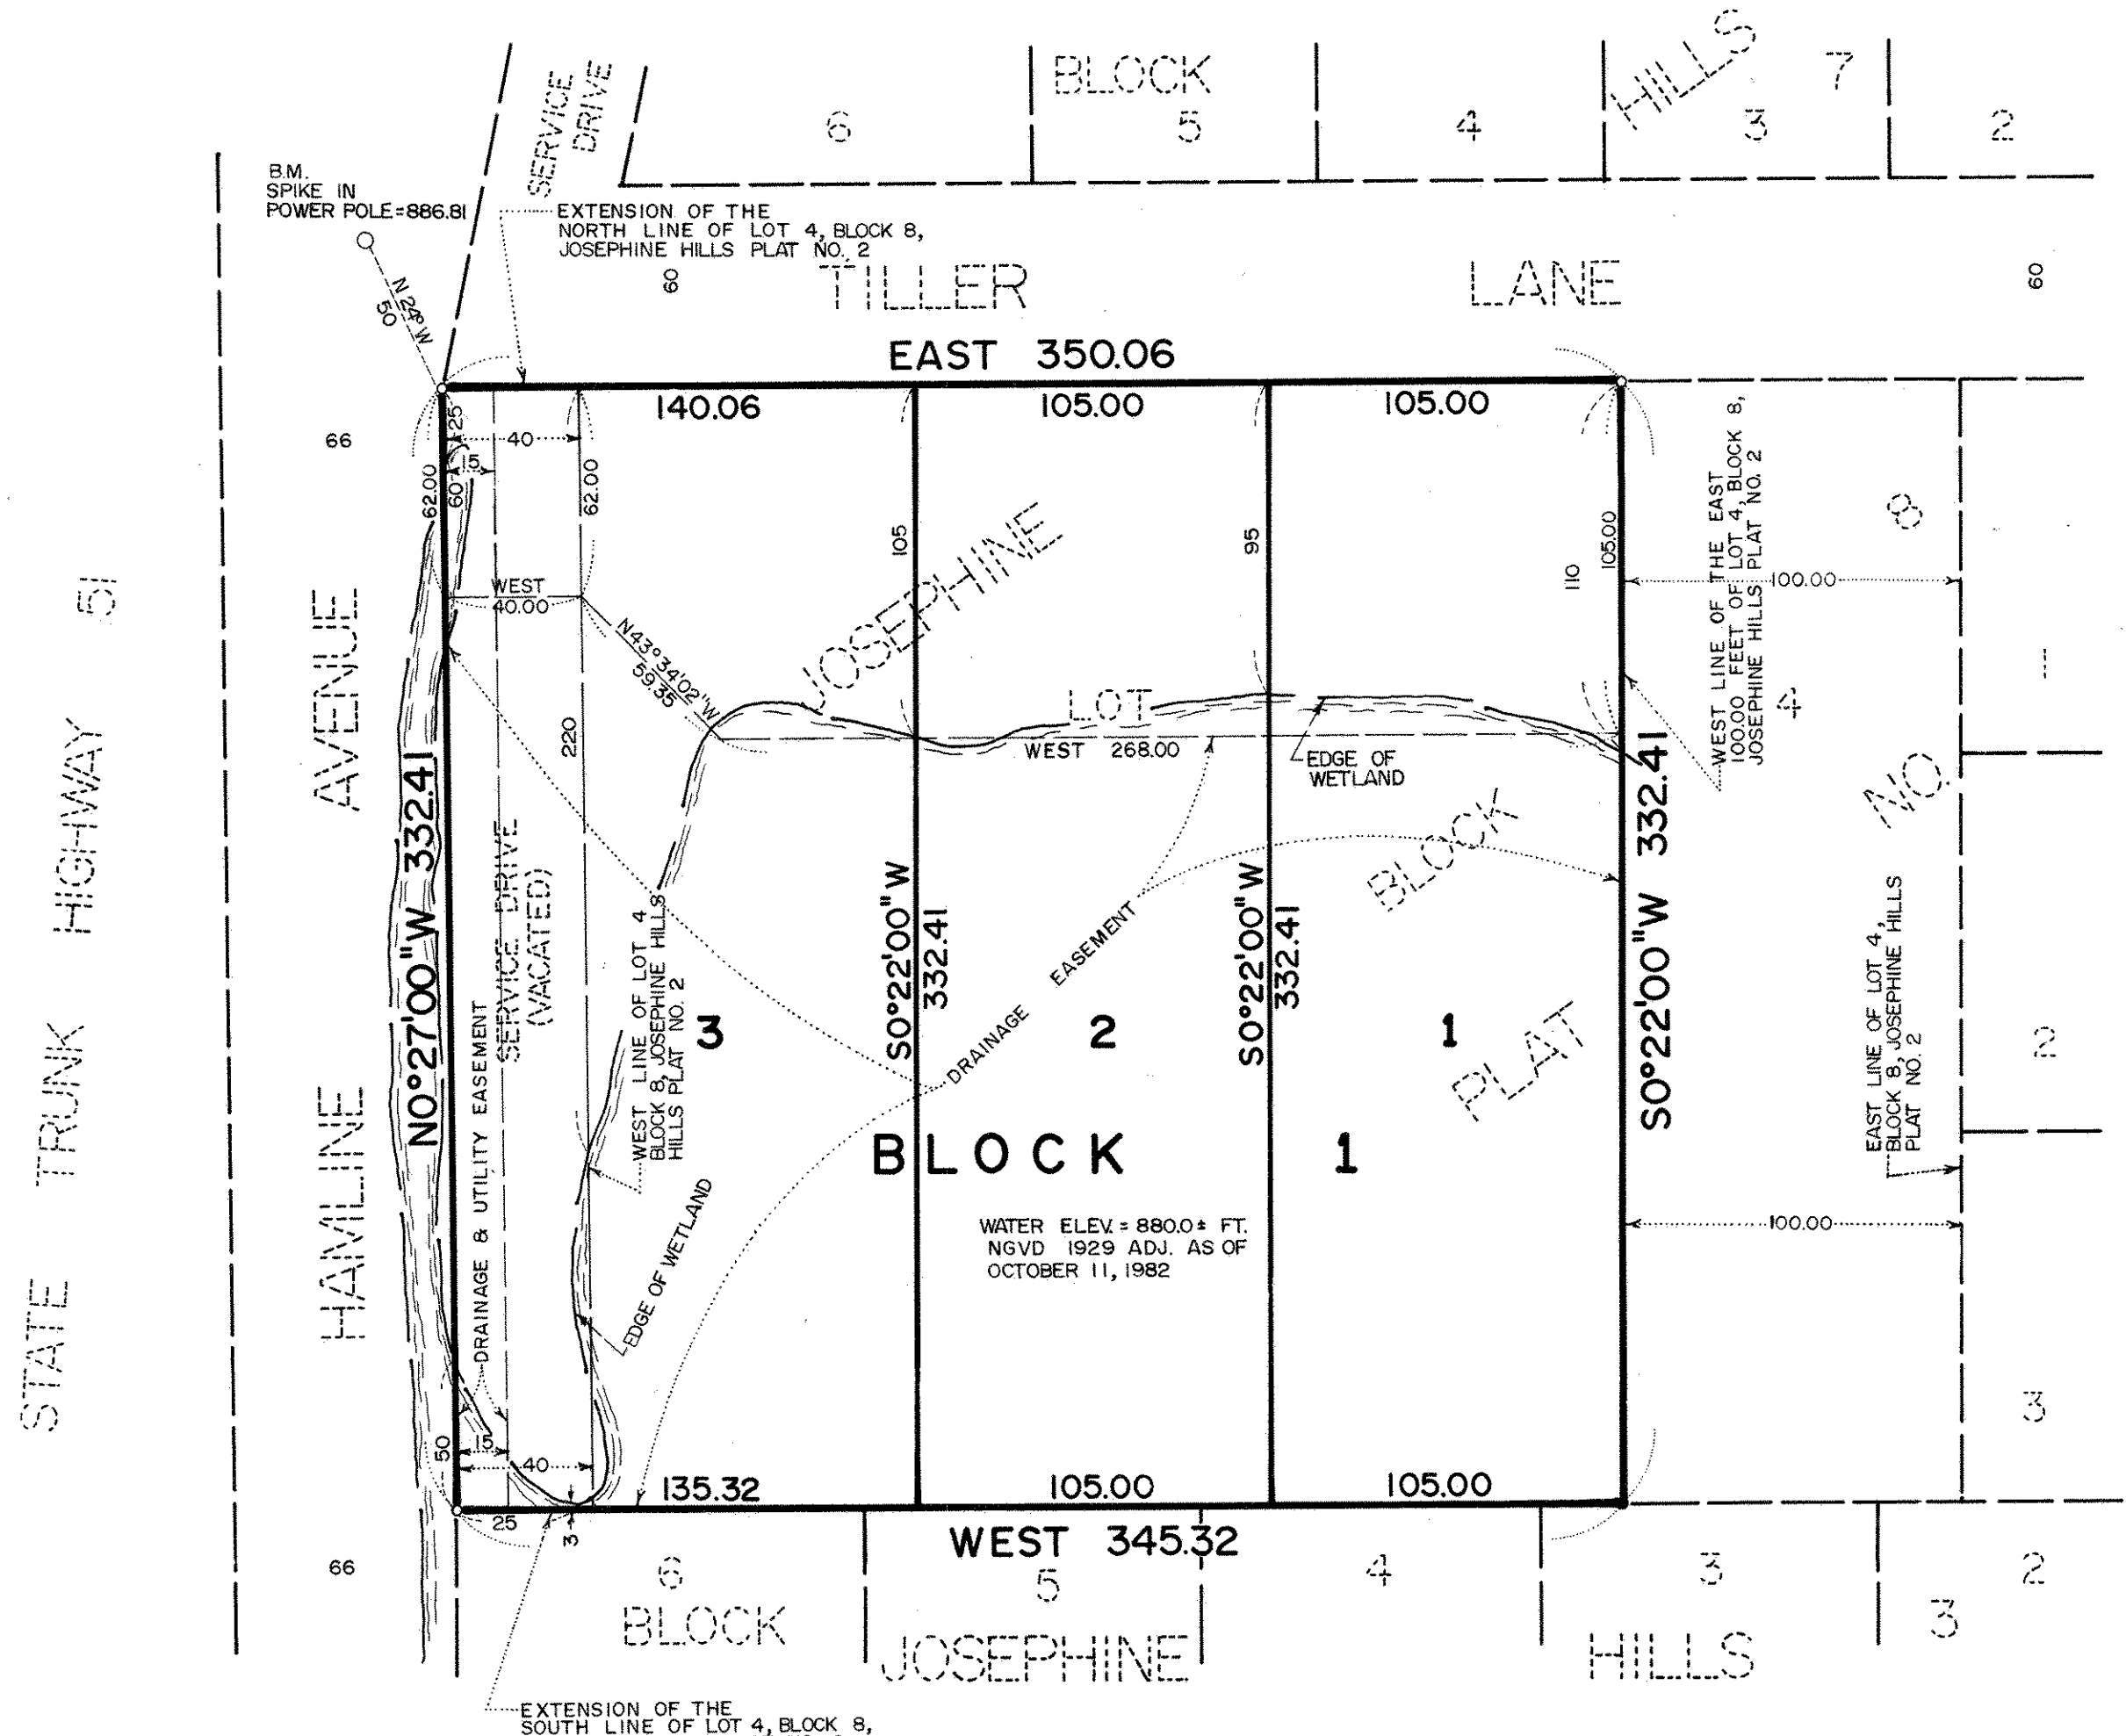 BLOCK
HILLS
7
6
5
4
3
2
SERVICE
DRIVE
B.M.
SPIKE IN
POWER POLE=886.81
EXTENSION OF THE
NORTH LINE OF LOT 4, BLOCK 8,
JOSEPHINE HILLS PLAT NO. 2
60
TILLER LANE
60
N 24° W
50
EAST 350.06
140.06
105.00
105.00
66
25
40
15
62.00
60
62.00
105
95
110
105.00
WEST
40.00
N43°34'02"W
59.35
220
JOSEPHINE
LOT
WEST 268.00
EDGE OF
WETLAND
WEST LINE OF THE EAST
100.00 FEET OF LOT 4, BLOCK 8,
JOSEPHINE HILLS PLAT NO. 2
100.00
8
4
1
NO.
STATE TRUNK HIGHWAY 51
HAMLINE AVENUE
N0°27'00"W 332.41
DRAINAGE & UTILITY EASEMENT
SERVICE DRIVE
(VACATED)
WEST LINE OF LOT 4
BLOCK 8, JOSEPHINE HILLS
HILLS PLAT NO. 2
EDGE OF WETLAND
S0°22'00"W
332.41
S0°22'00"W
332.41
S0°22'00"W 332.41
BLOCK
PLAT
DRAINAGE EASEMENT
3
2
1
BLOCK 1
WATER ELEV. = 880.0± FT.
NGVD 1929 ADJ. AS OF
OCTOBER 11, 1982
EAST LINE OF LOT 4,
BLOCK 8, JOSEPHINE HILLS
PLAT NO. 2
100.00
2
3
50
15
40
135.32
105.00
105.00
25
3
WEST 345.32
66
6
5
4
3
2
BLOCK
3
JOSEPHINE HILLS
EXTENSION OF THE
SOUTH LINE OF LOT 4, BLOCK 8,